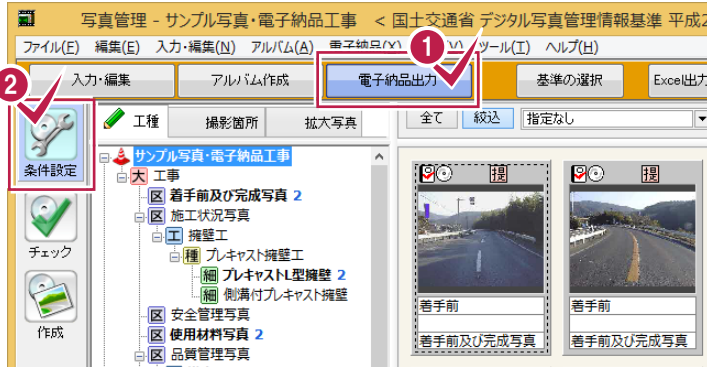 写真管理 - サンプル写真・電子納品工事 < 国土交通省 デジタル写真管理情報基準 平成2
ファイル(F) 編集(E) 入力・編集(N) アルバム(A) 電子納品(X) (V) ツール(T) ヘルプ(H)
1
入力・編集 アルバム作成 電子納品出力 基準の選択 Excel出力
2
条件設定
チェック
作成
工種 撮影箇所 拡大写真
全て 絞込 指定なし
サンプル写真・電子納品工事
大 工事
区 着手前及び完成写真 2
区 施工状況写真
工 擁壁工
種 プレキャスト擁壁工
細 プレキャストL型擁壁 2
細 側溝付プレキャスト擁壁
区 安全管理写真
区 使用材料写真 2
区 品質管理写真
提
着手前
着手前及び完成写真
提
着手前
着手前及び完成写真